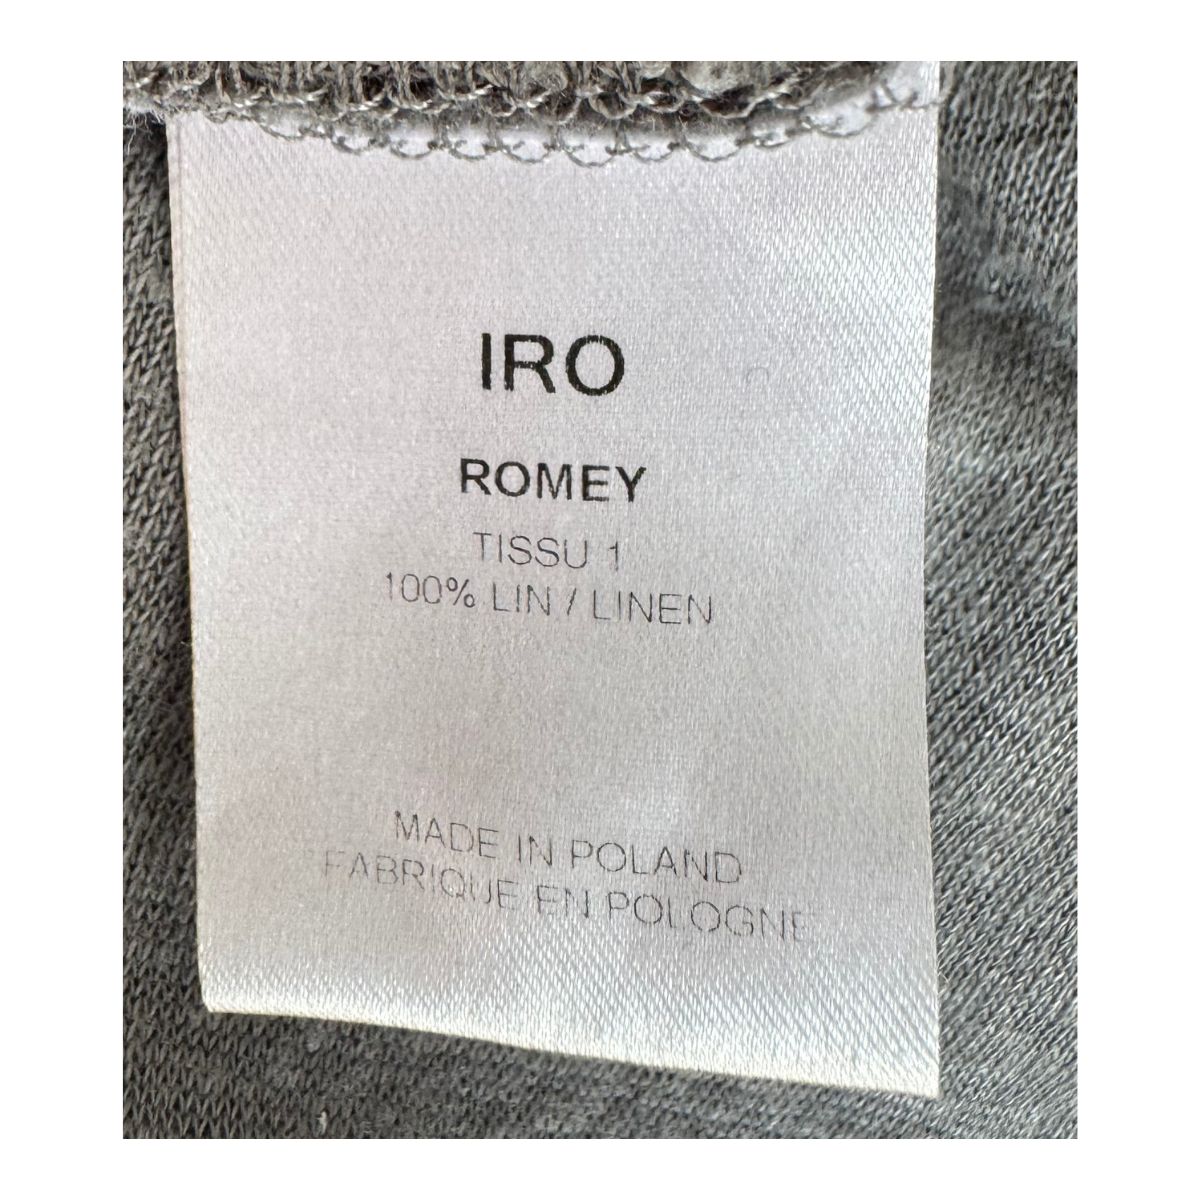 IRO
ROMEY
TISSU 1
100% LIN / LINEN
MADE IN POLAND
FABRIQUE EN POLOGNE